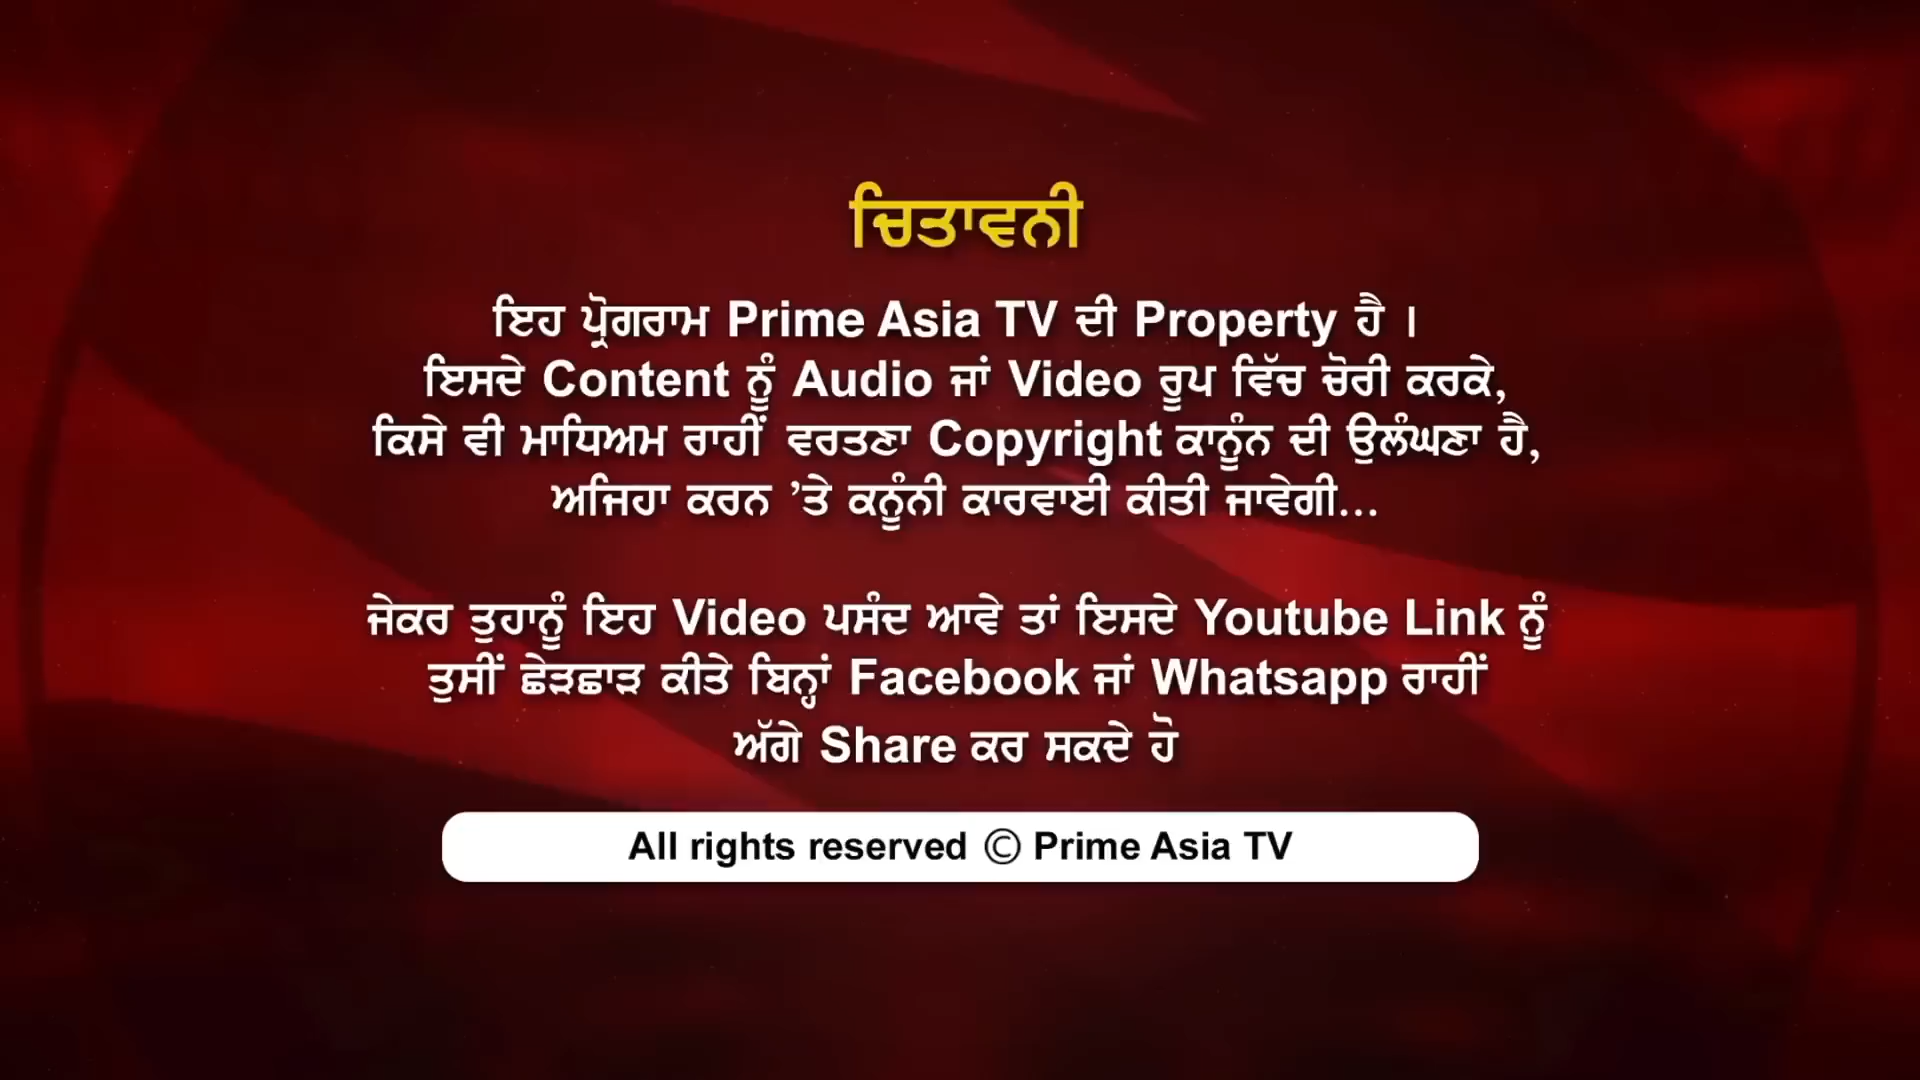 ਚਿਤਾਵਨੀ
ਇਹ ਪ੍ਰੋਗਰਾਮ Prime Asia TV ਦੀ Property ਹੈ ।
ਇਸਦੇ Content ਨੂੰ Audio ਜਾਂ Video ਰੂਪ ਵਿੱਚ ਚੋਰੀ ਕਰਕੇ,
ਕਿਸੇ ਵੀ ਮਾਧਿਅਮ ਰਾਹੀਂ ਵਰਤਣਾ Copyright ਕਾਨੂੰਨ ਦੀ ਉਲੰਘਣਾ ਹੈ,
ਅਜਿਹਾ ਕਰਨ ’ਤੇ ਕਨੂੰਨੀ ਕਾਰਵਾਈ ਕੀਤੀ ਜਾਵੇਗੀ...
ਜੇਕਰ ਤੁਹਾਨੂੰ ਇਹ Video ਪਸੰਦ ਆਵੇ ਤਾਂ ਇਸਦੇ Youtube Link ਨੂੰ
ਤੁਸੀਂ ਛੇੜਛਾੜ ਕੀਤੇ ਬਿਨ੍ਹਾਂ Facebook ਜਾਂ Whatsapp ਰਾਹੀਂ
ਅੱਗੇ Share ਕਰ ਸਕਦੇ ਹੋ
All rights reserved © Prime Asia TV